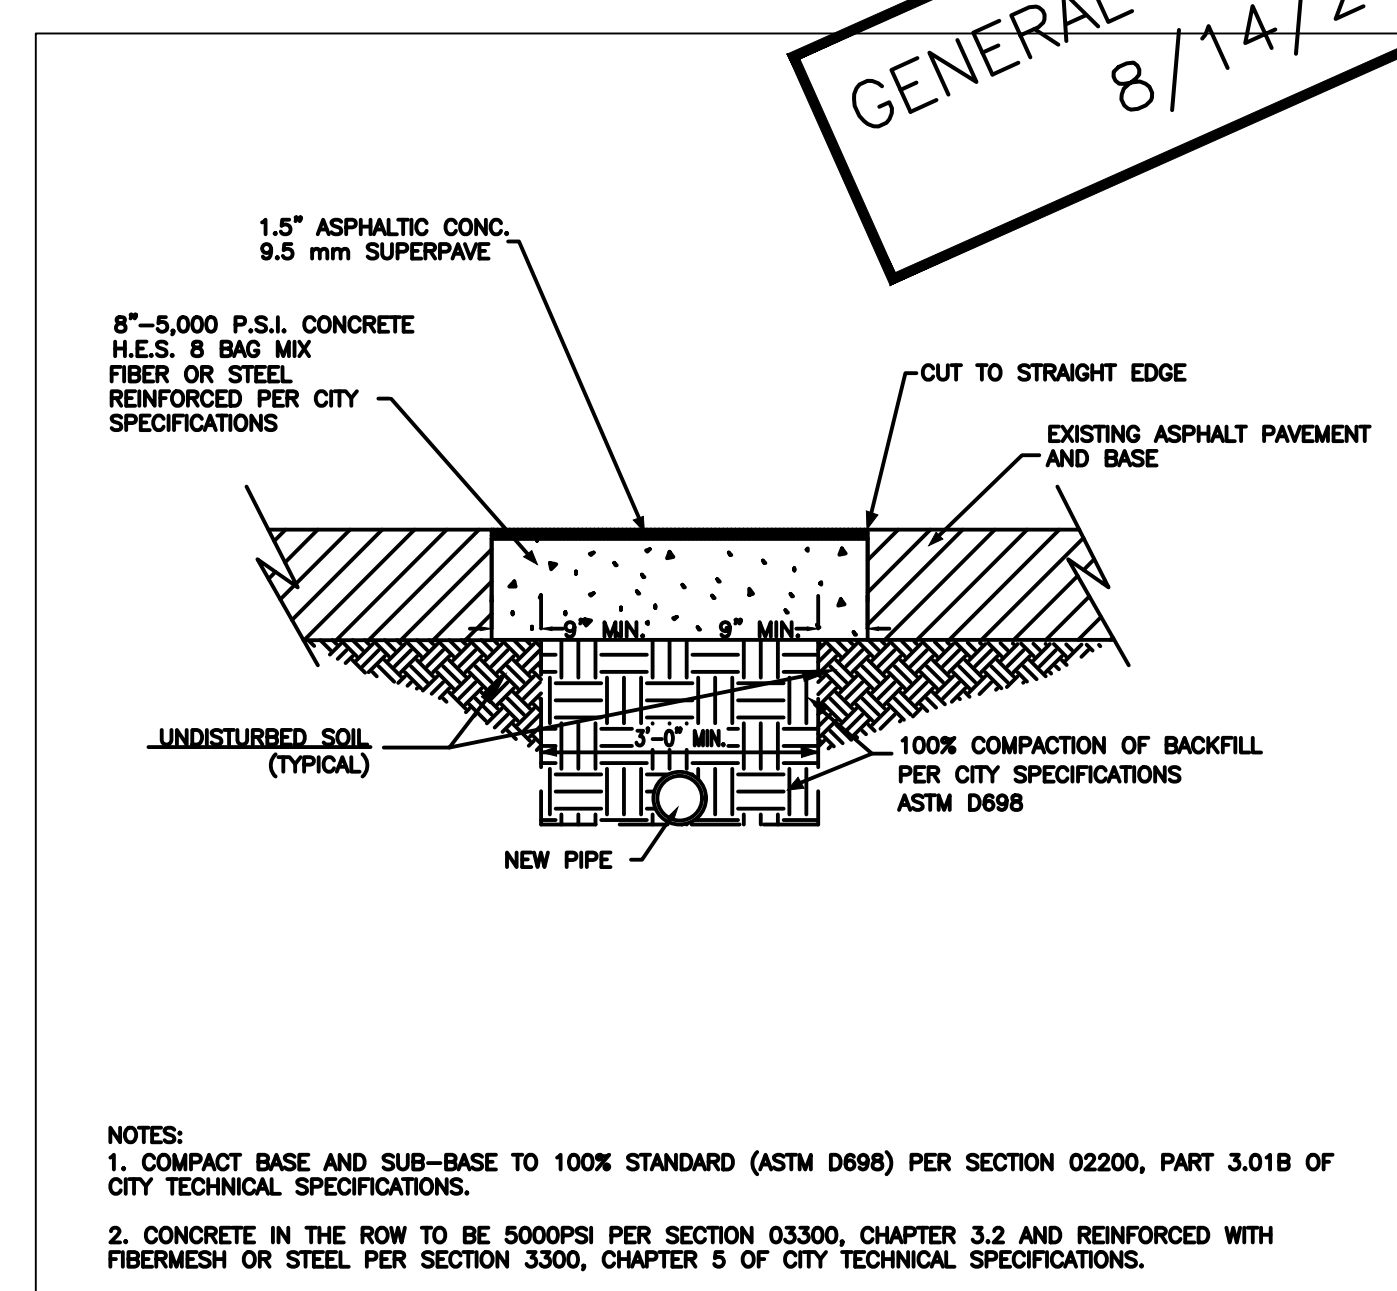 GENERAL
8/14/2
1.5" ASPHALTIC CONC.
9.5 mm SUPERPAVE
8"-5,000 P.S.I. CONCRETE
H.E.S. 8 BAG MIX
FIBER OR STEEL
REINFORCED PER CITY
SPECIFICATIONS
CUT TO STRAIGHT EDGE
EXISTING ASPHALT PAVEMENT
AND BASE
9" MIN.
9" MIN.
UNDISTURBED SOIL
(TYPICAL)
3'-0" MIN.
100% COMPACTION OF BACKFILL
PER CITY SPECIFICATIONS
ASTM D698
NEW PIPE
NOTES:
1. COMPACT BASE AND SUB-BASE TO 100% STANDARD (ASTM D698) PER SECTION 02200, PART 3.01B OF
CITY TECHNICAL SPECIFICATIONS.
2. CONCRETE IN THE ROW TO BE 5000PSI PER SECTION 03300, CHAPTER 3.2 AND REINFORCED WITH
FIBERMESH OR STEEL PER SECTION 3300, CHAPTER 5 OF CITY TECHNICAL SPECIFICATIONS.